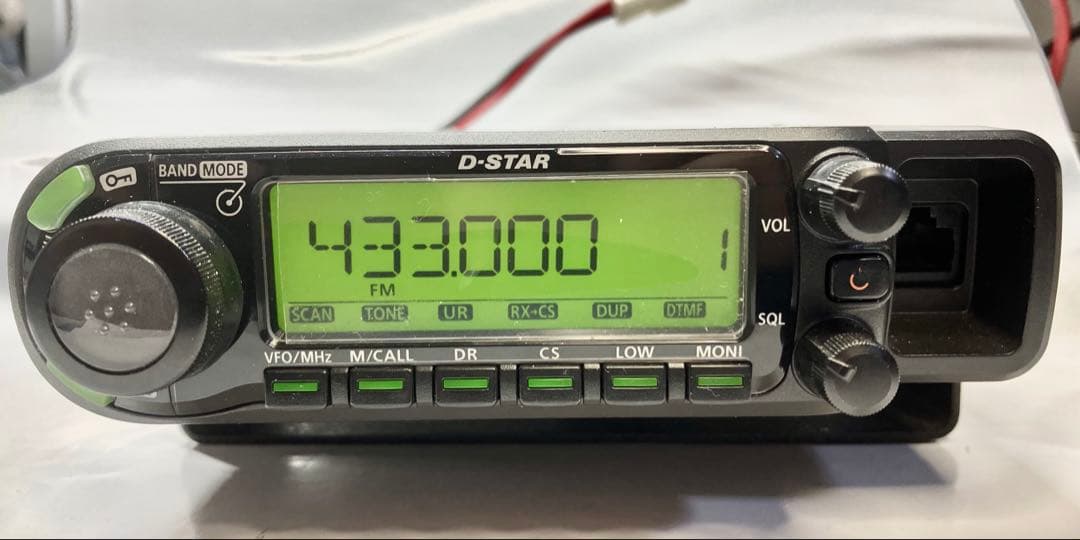 D-STAR
BAND MODE
433.000 1
FM
SCAN TONE UR RX→CS DUP DTMF
VOL
SQL
VFO/MHz M/CALL DR CS LOW MONI